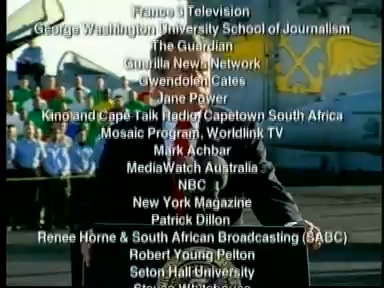 France 3 Television
George Washington University School of Journalism
The Guardian
Guerilla News Network
Gwendolen Cates
Jane Power
Kino and Cape Talk Radio, Capetown South Africa
Mosaic Program, Worldlink TV
Mark Achbar
MediaWatch Australia
NBC
New York Magazine
Patrick Dillon
Renee Horne & South African Broadcasting (SABC)
Robert Young Pelton
Seton Hall University